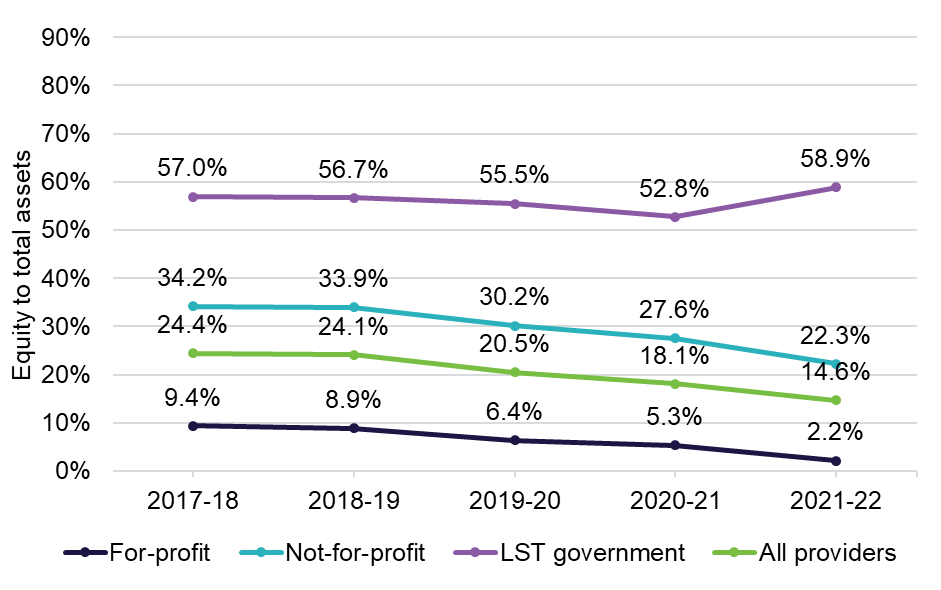 90%
80%
70%
60%
50%
40%
30%
20%
10%
0%
Equity to total assets
57.0% 56.7% 55.5% 52.8% 58.9%
34.2% 33.9% 30.2% 27.6% 22.3%
24.4% 24.1% 20.5% 18.1% 14.6%
9.4% 8.9% 6.4% 5.3% 2.2%
2017-18 2018-19 2019-20 2020-21 2021-22
For-profit Not-for-profit LST government All providers